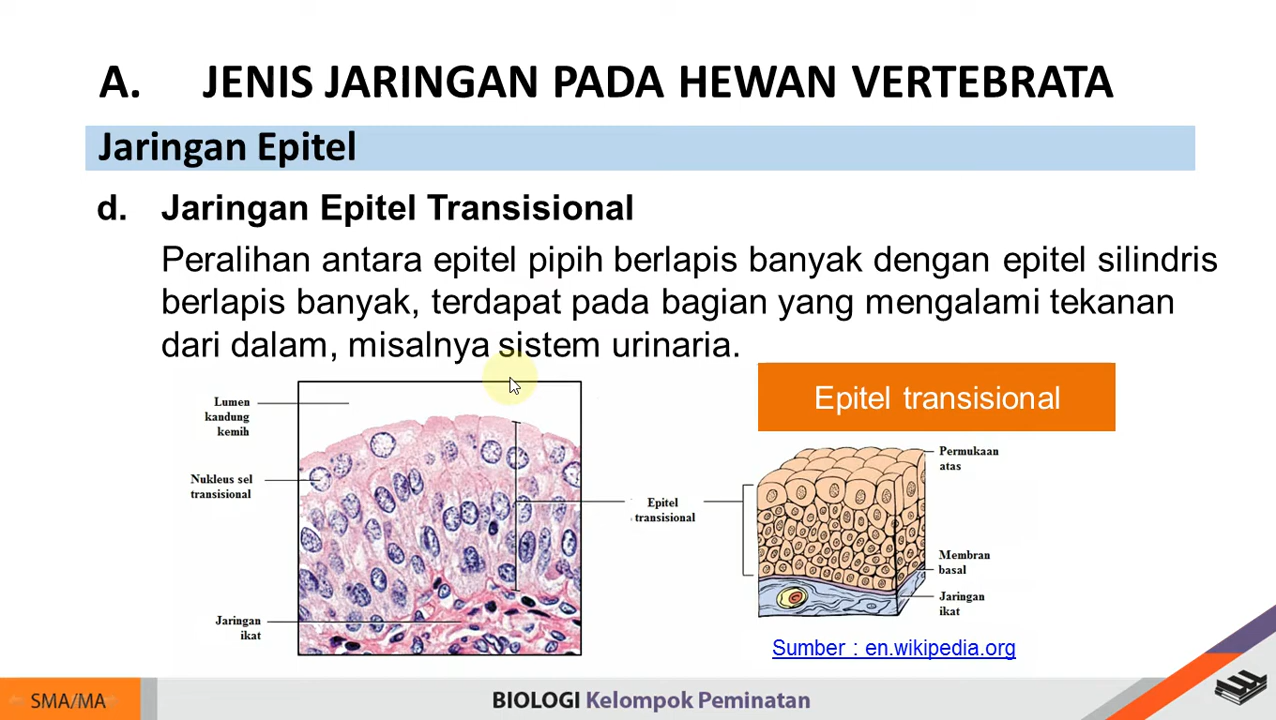 A. JENIS JARINGAN PADA HEWAN VERTEBRATA
Jaringan Epitel
d. Jaringan Epitel Transisional
Peralihan antara epitel pipih berlapis banyak dengan epitel silindris
berlapis banyak, terdapat pada bagian yang mengalami tekanan
dari dalam, misalnya sistem urinaria.
Lumen
kandung
kemih
Nukleus sel
transisional
Jaringan
ikat
Epitel
transisional
Epitel transisional
Permukaan
atas
Membran
basal
Jaringan
ikat
Sumber : en.wikipedia.org
SMA/MA
BIOLOGI Kelompok Peminatan